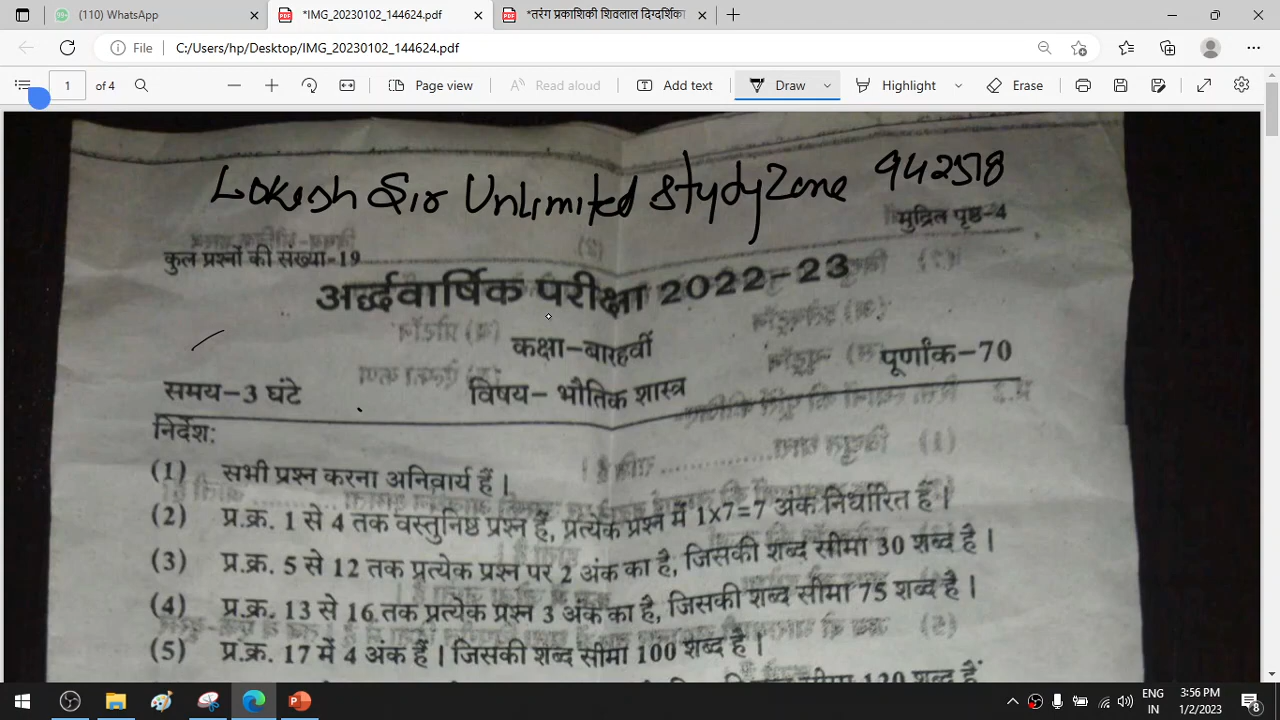 (110) WhatsApp
*IMG_20230102_144624.pdf
*तरंग प्रकाशिकी शिवलाल दिग्दर्शिका
File C:/Users/hp/Desktop/IMG_20230102_144624.pdf
1 of 4 Page view Read aloud Add text Draw Highlight Erase
Lokesh Sir Unlimited Study Zone 942578
मुद्रित पृष्ठ-4
कुल प्रश्नों की संख्या-19
अर्द्धवार्षिक परीक्षा 2022-23
कक्षा-बारहवीं
पूर्णांक-70
समय-3 घंटे विषय- भौतिक शास्त्र
निर्देश:
(1) सभी प्रश्न करना अनिवार्य हैं।
(2) प्र.क्र. 1 से 4 तक वस्तुनिष्ठ प्रश्न हैं, प्रत्येक प्रश्न में 1x7=7 अंक निर्धारित हैं।
(3) प्र.क्र. 5 से 12 तक प्रत्येक प्रश्न पर 2 अंक का है, जिसकी शब्द सीमा 30 शब्द है।
(4) प्र.क्र. 13 से 16 तक प्रत्येक प्रश्न 3 अंक का है, जिसकी शब्द सीमा 75 शब्द है।
(5) प्र.क्र. 17 में 4 अंक हैं। जिसकी शब्द सीमा 100 शब्द है।
ENG
IN
3:56 PM
1/2/2023
8